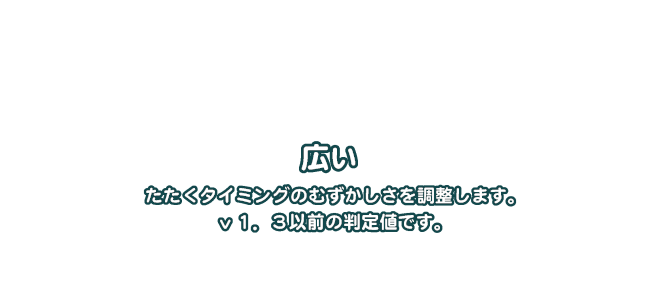 広い
たたくタイミングのむずかしさを調整します。
ｖ１．３以前の判定値です。